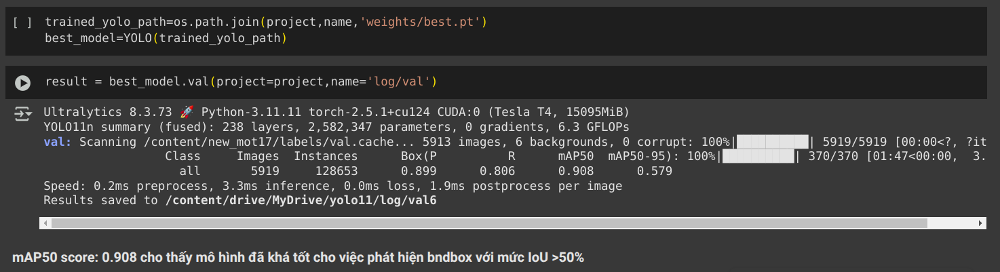 [ ] trained_yolo_path=os.path.join(project,name,'weights/best.pt')
best_model=YOLO(trained_yolo_path)
result = best_model.val(project=project,name='log/val')
Ultralytics 8.3.73 🚀 Python-3.11.11 torch-2.5.1+cu124 CUDA:0 (Tesla T4, 15095MiB)
YOLO11n summary (fused): 238 layers, 2,582,347 parameters, 0 gradients, 6.3 GFLOPs
val: Scanning /content/new_mot17/labels/val.cache... 5913 images, 6 backgrounds, 0 corrupt: 100%|██████████| 5919/5919 [00:00<?, ?it
Class Images Instances Box(P R mAP50 mAP50-95): 100%|██████████| 370/370 [01:47<00:00, 3.
all 5919 128653 0.899 0.806 0.908 0.579
Speed: 0.2ms preprocess, 3.3ms inference, 0.0ms loss, 1.9ms postprocess per image
Results saved to /content/drive/MyDrive/yolo11/log/val6
mAP50 score: 0.908 cho thấy mô hình đã khá tốt cho việc phát hiện bndbox với mức IoU >50%